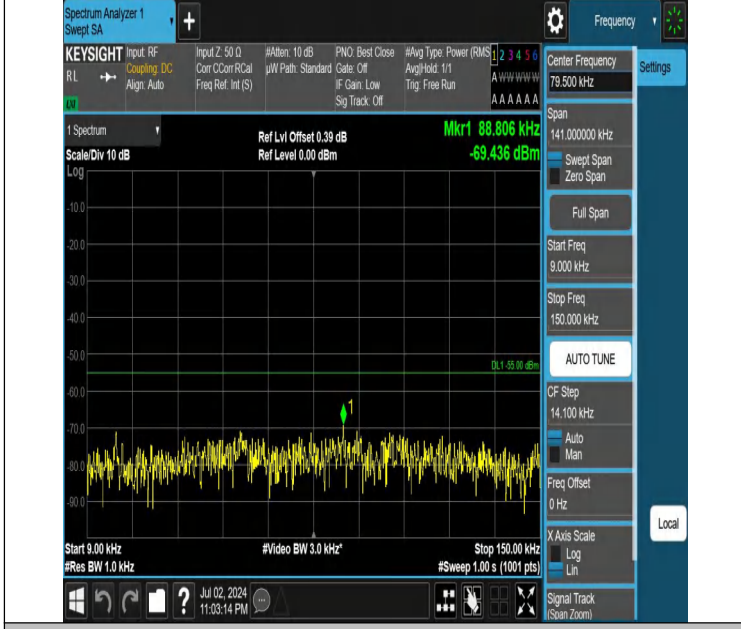 Spectrum Analyzer 1
Swept SA
+
Frequency
KEYSIGHT
RL
LXI
Input: RF
Coupling: DC
Align: Auto
Input Z: 50 Ω
Corr CCorr RCal
Freq Ref: Int (S)
#Atten: 10 dB
µW Path: Standard
PNO: Best Close
Gate: Off
IF Gain: Low
Sig Track: Off
#Avg Type: Power (RMS
Avg|Hold: 1/1
Trig: Free Run
1 2 3 4 5 6
A W W W W W
A A A A A A
1 Spectrum
Scale/Div 10 dB
Log
Ref Lvl Offset 0.39 dB
Ref Level 0.00 dBm
Mkr1 88.806 kHz
-69.436 dBm
-10.0
-20.0
-30.0
-40.0
-50.0
DL1 -55.00 dBm
-60.0
1
-70.0
-80.0
-90.0
Start 9.00 kHz
#Res BW 1.0 kHz
#Video BW 3.0 kHz*
Stop 150.00 kHz
#Sweep 1.00 s (1001 pts)
?
Jul 02, 2024
11:03:14 PM
Center Frequency
79.500 kHz
Settings
Span
141.000000 kHz
Swept Span
Zero Span
Full Span
Start Freq
9.000 kHz
Stop Freq
150.000 kHz
AUTO TUNE
CF Step
14.100 kHz
Auto
Man
Freq Offset
0 Hz
X Axis Scale
Log
Lin
Local
Signal Track
(Span Zoom)